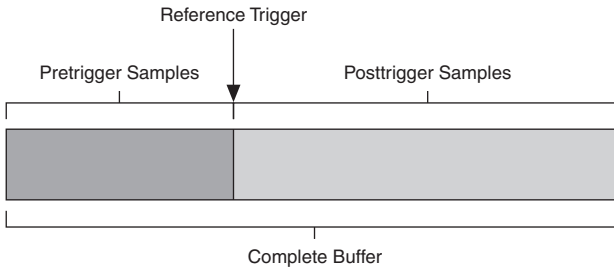 Reference Trigger
Pretrigger Samples
Posttrigger Samples
Complete Buffer